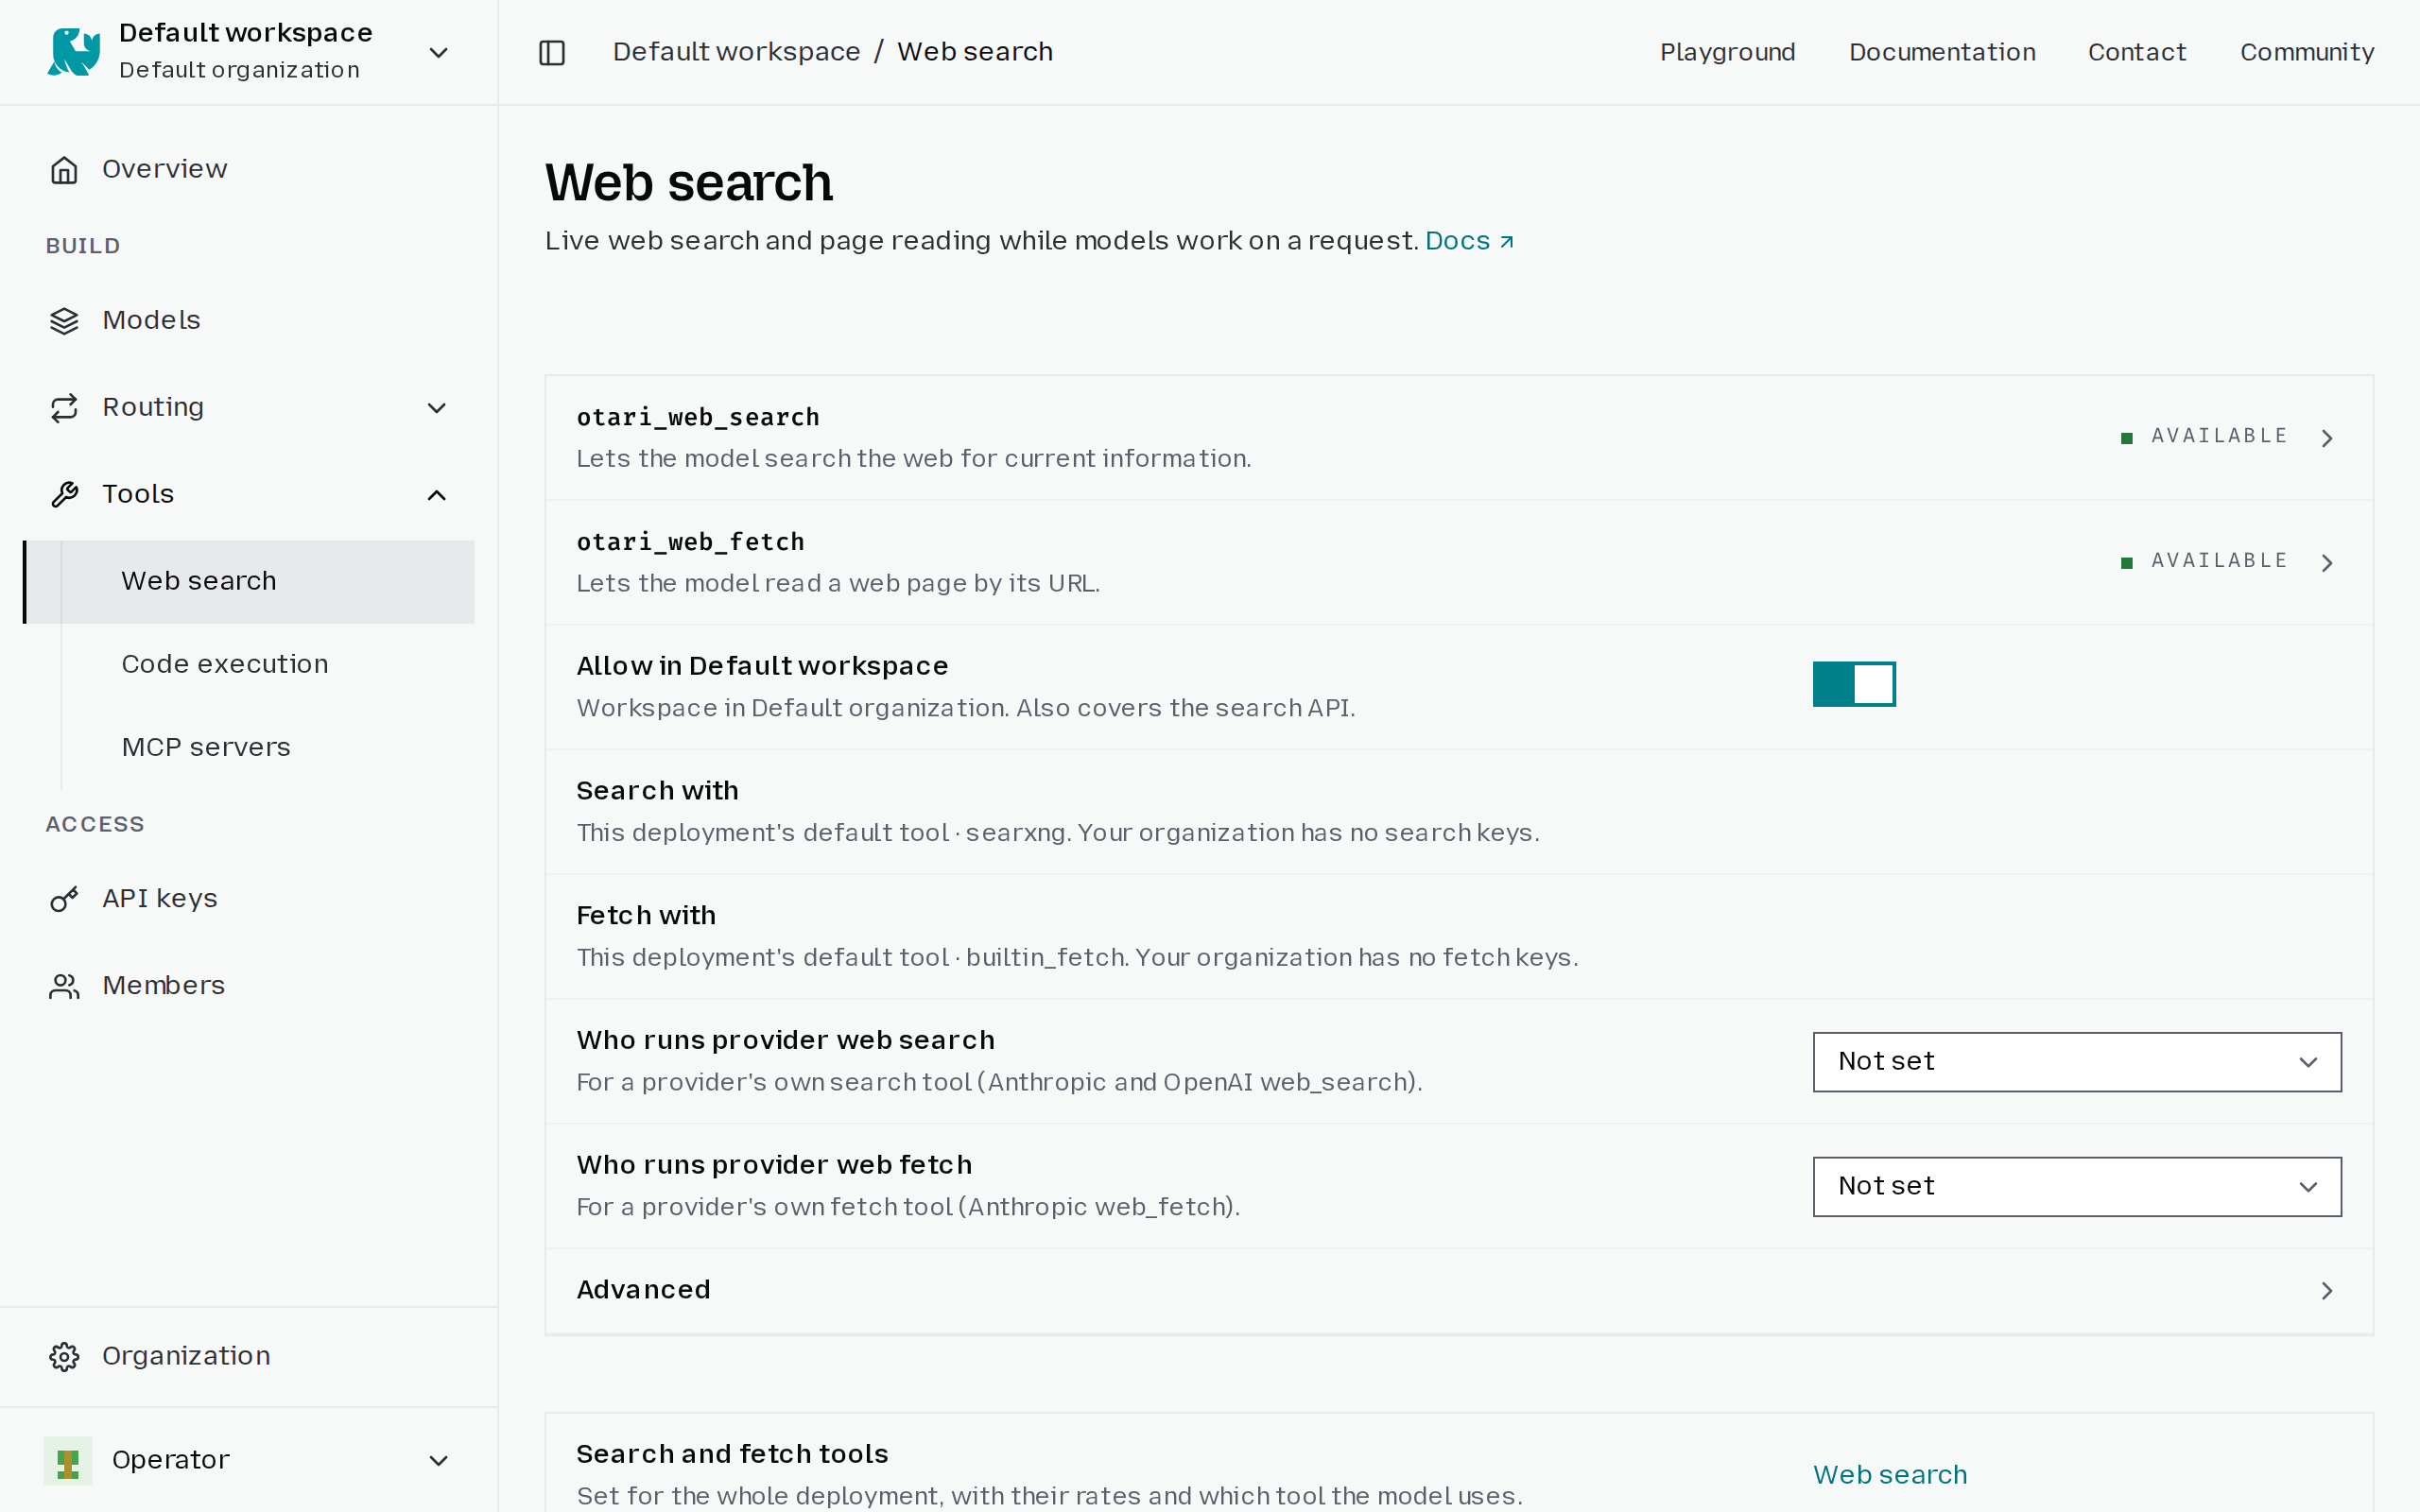 Default workspace
Default organization
Default workspace / Web search
Playground
Documentation
Contact
Community
Overview
BUILD
Models
Routing
Tools
Web search
Code execution
MCP servers
ACCESS
API keys
Members
Organization
Operator
Web search
Live web search and page reading while models work on a request. Docs
otari_web_search
Lets the model search the web for current information.
AVAILABLE
otari_web_fetch
Lets the model read a web page by its URL.
AVAILABLE
Allow in Default workspace
Workspace in Default organization. Also covers the search API.
Search with
This deployment's default tool · searxng. Your organization has no search keys.
Fetch with
This deployment's default tool · builtin_fetch. Your organization has no fetch keys.
Who runs provider web search
For a provider's own search tool (Anthropic and OpenAI web_search).
Not set
Who runs provider web fetch
For a provider's own fetch tool (Anthropic web_fetch).
Not set
Advanced
Search and fetch tools
Set for the whole deployment, with their rates and which tool the model uses.
Web search